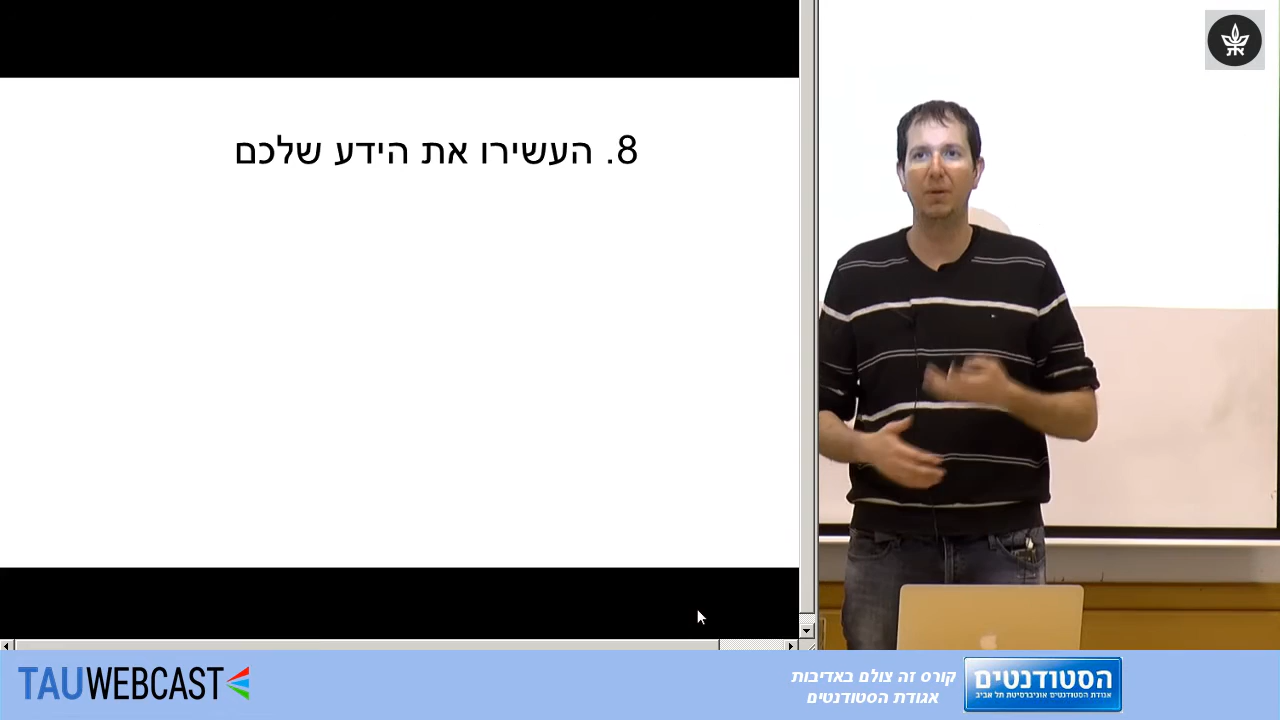 8. העשירו את הידע שלכם
TAUWEBCAST
קורס זה צולם באדיבות
אגודת הסטודנטים
הסטודנטים
אגודת הסטודנטים אוניברסיטת תל אביב